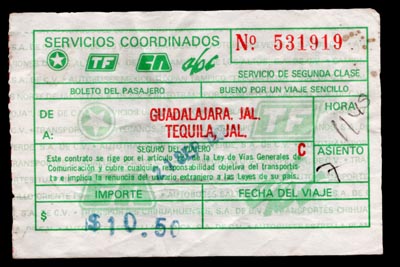 SERVICIOS COORDINADOS
Nº 531919
TF
abc
SERVICIO DE SEGUNDA CLASE
BOLETO DEL PASAJERO
BUENO POR UN VIAJE SENCILLO
DE
A:
GUADALAJARA, JAL.
TEQUILA, JAL.
HORA
SEGURO DEL VIAJERO
C
ASIENTO
7
Este contrato se rige por el artículo de la Ley de Vías Generales de
Comunicación y cubre cualquier responsabilidad objetiva del transportis
ta e implica la renuncia del usuario extranjero a las Leyes de su país.
IMPORTE
FECHA DEL VIAJE
$
$10.50